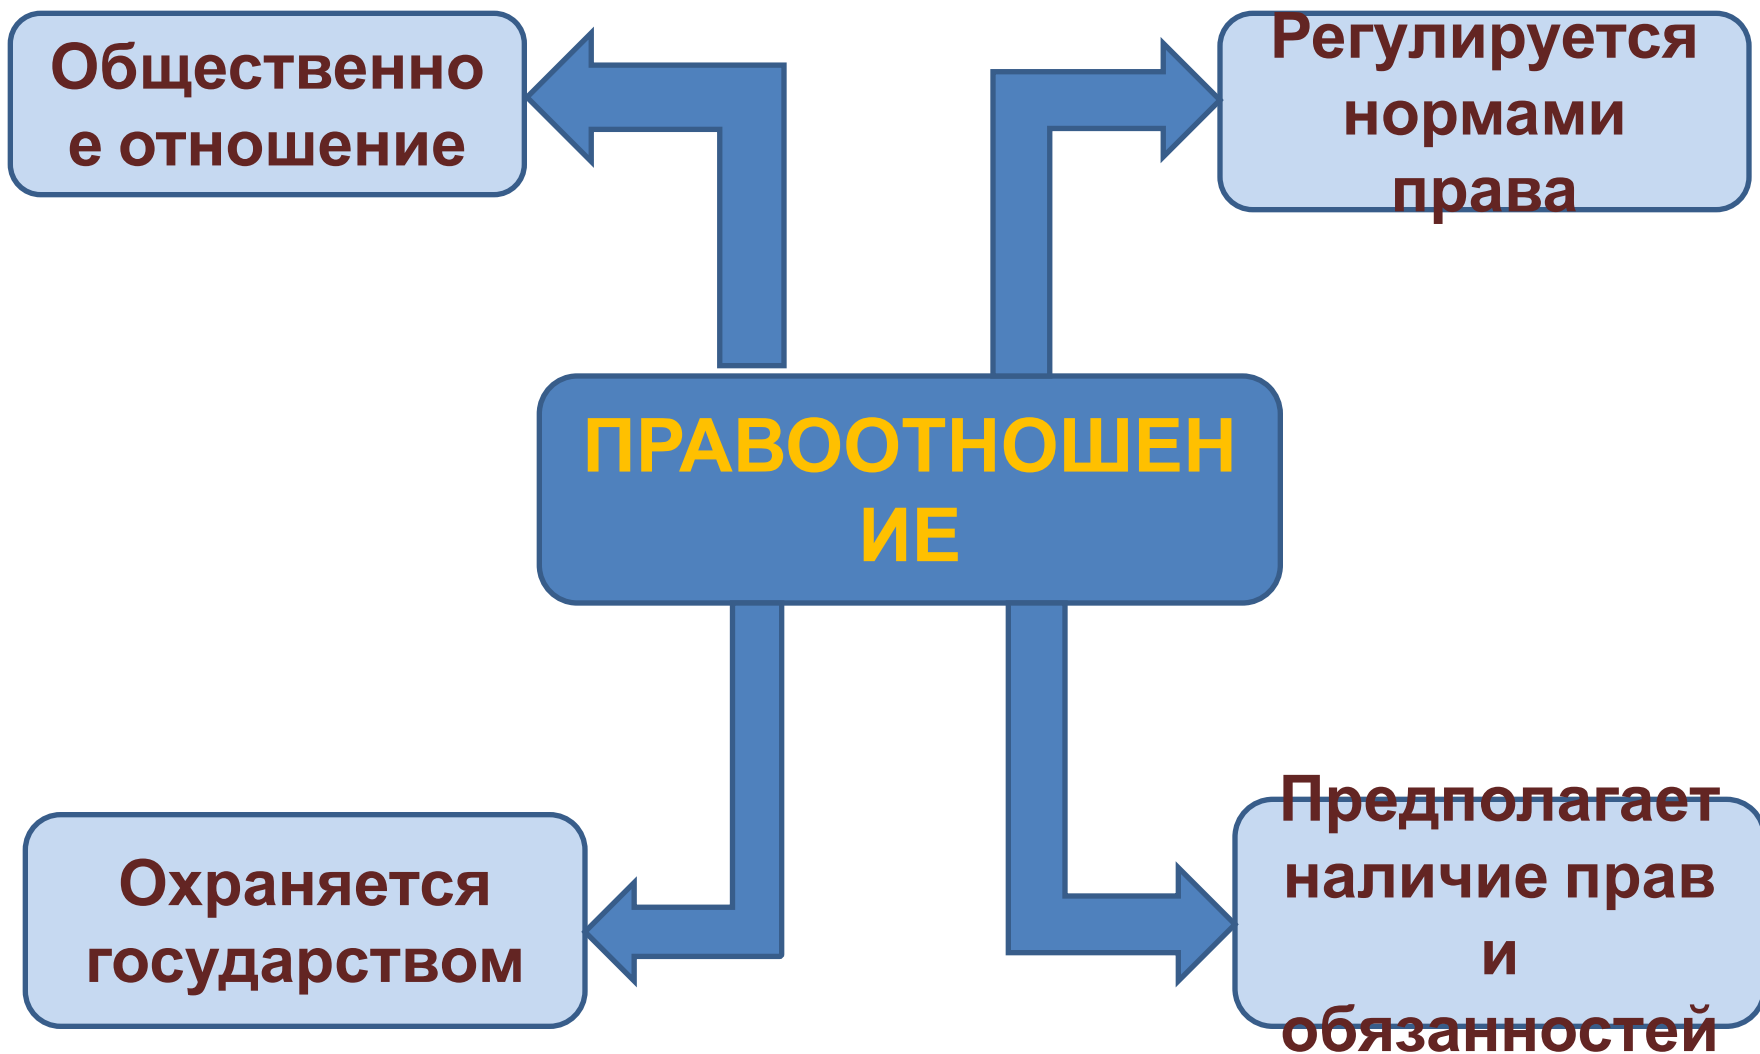 Общественно
е отношение
Регулируется
нормами
права
ПРАВООТНОШЕН
ИЕ
Охраняется
государством
Предполагает
наличие прав
и
обязанностей